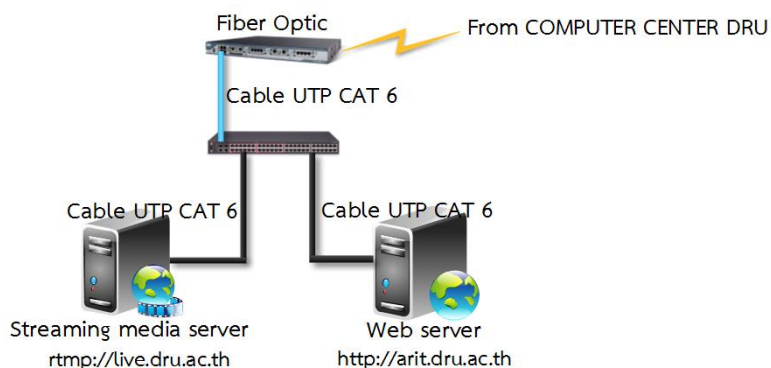 Fiber Optic
From COMPUTER CENTER DRU
Cable UTP CAT 6
Cable UTP CAT 6
Cable UTP CAT 6
Streaming media server
rtmp://live.dru.ac.th
Web server
http://arit.dru.ac.th